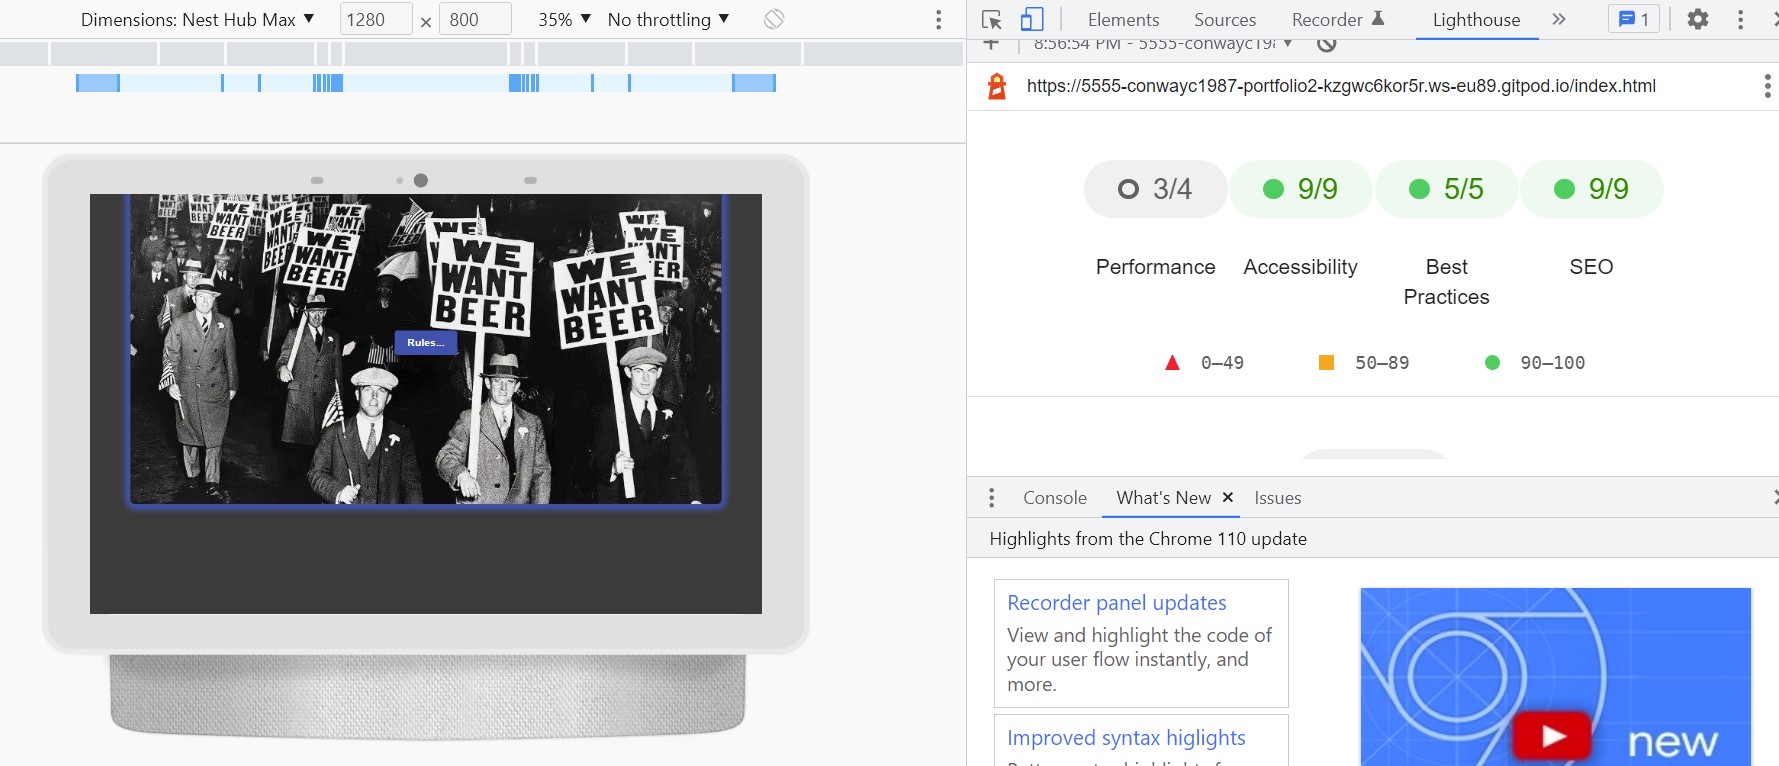 Dimensions: Nest Hub Max ▼ 1280 × 800 35% ▼ No throttling ▼
Elements Sources Recorder Lighthouse » 1
8:56:54 PM - 5555-conwayc19
https://5555-conwayc1987-portfolio2-kzgwc6kor5r.ws-eu89.gitpod.io/index.html
3/4 9/9 5/5 9/9
Performance Accessibility Best Practices SEO
0–49 50–89 90–100
WE WANT BEER
WE WANT BEER
WE WANT BEER
WE WANT BEER
Rules...
Console What's New × Issues
Highlights from the Chrome 110 update
Recorder panel updates
View and highlight the code of
your user flow instantly, and
more.
Improved syntax higlights
new